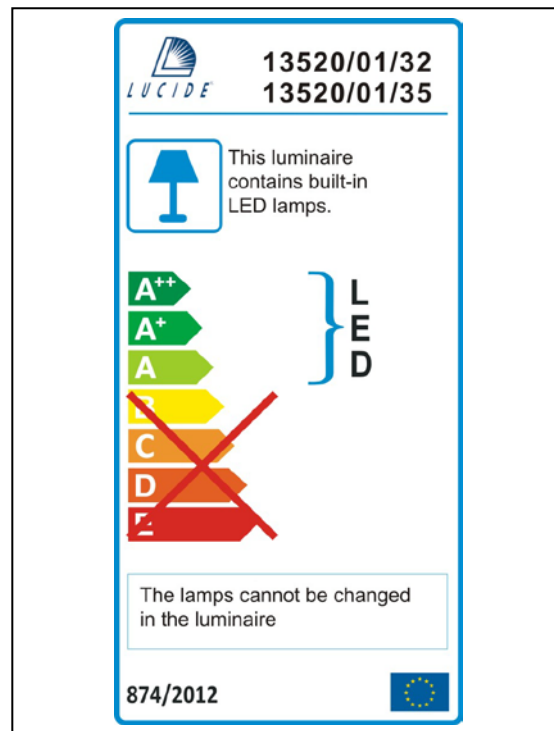 LUCIDE
13520/01/32
13520/01/35
This luminaire
contains built-in
LED lamps.
A++
A+
A
B
C
D
E
L
E
D
The lamps cannot be changed
in the luminaire
874/2012